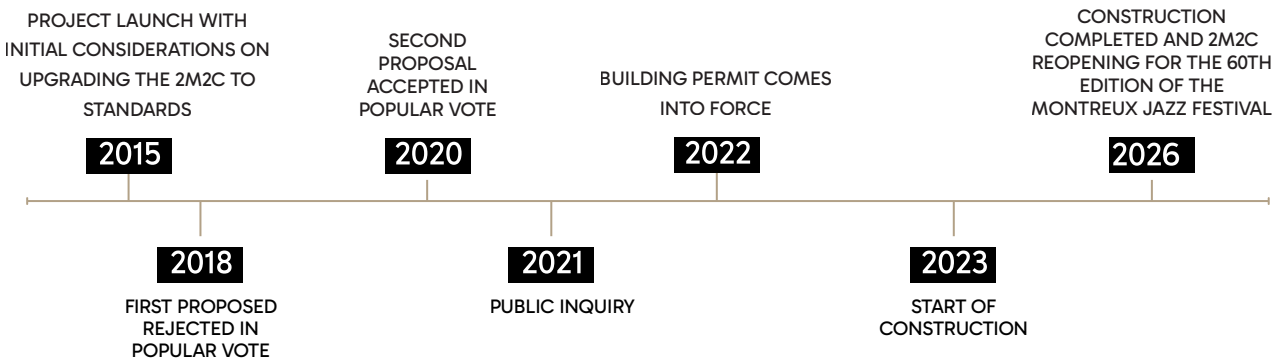 PROJECT LAUNCH WITH
INITIAL CONSIDERATIONS ON
UPGRADING THE 2M2C TO
STANDARDS
2015
FIRST PROPOSED
REJECTED IN
POPULAR VOTE
2018
SECOND
PROPOSAL
ACCEPTED IN
POPULAR VOTE
2020
2021
PUBLIC INQUIRY
BUILDING PERMIT COMES
INTO FORCE
2022
2023
START OF
CONSTRUCTION
CONSTRUCTION
COMPLETED AND 2M2C
REOPENING FOR THE 60TH
EDITION OF THE
MONTREUX JAZZ FESTIVAL
2026